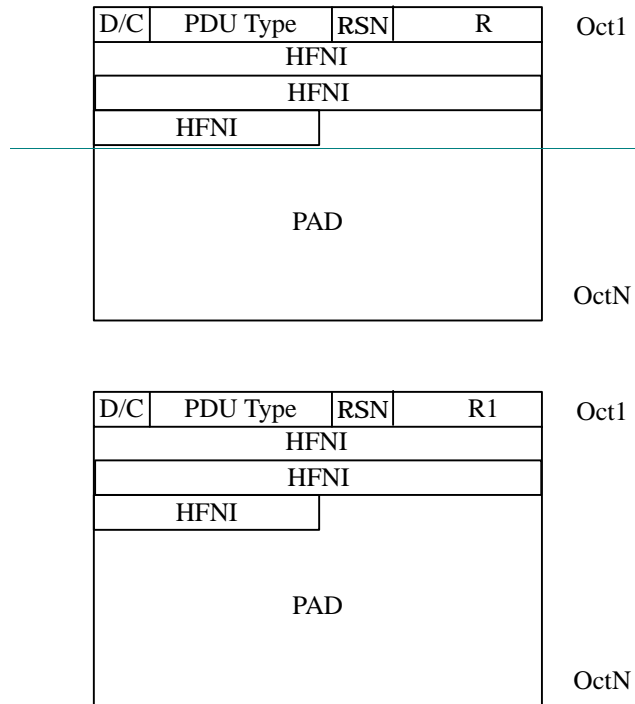 D/C PDU Type RSN R Oct1
HFNI
HFNI
HFNI
PAD
OctN
D/C PDU Type RSN R1 Oct1
HFNI
HFNI
HFNI
PAD
OctN